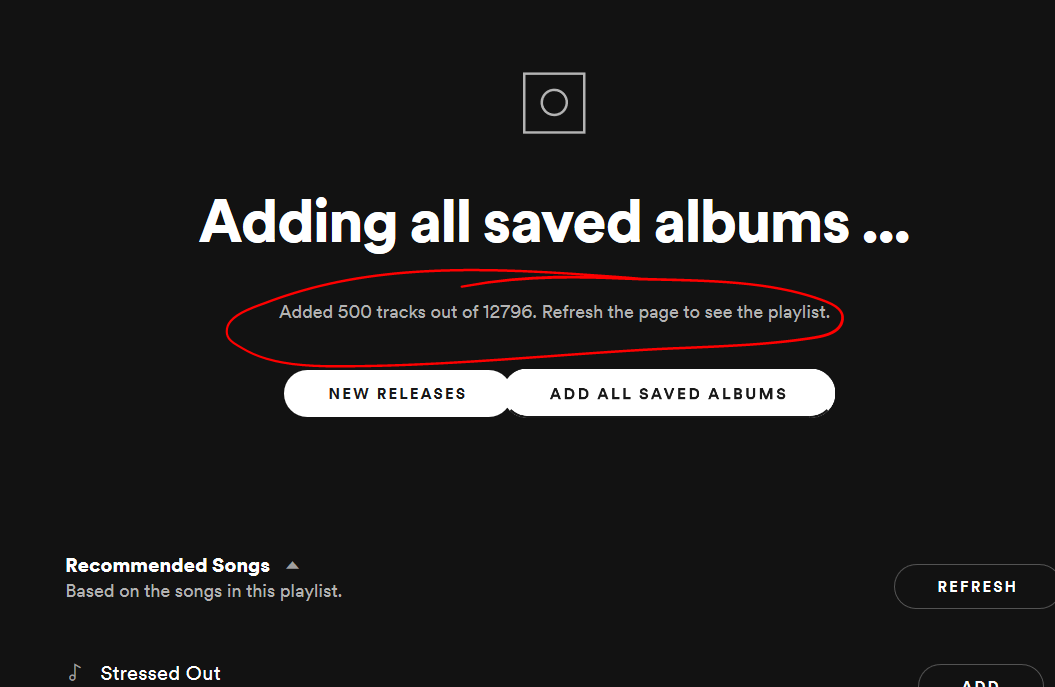 Adding all saved albums ...
Added 500 tracks out of 12796. Refresh the page to see the playlist.
NEW RELEASES ADD ALL SAVED ALBUMS
Recommended Songs
Based on the songs in this playlist.
REFRESH
Stressed Out
ADD